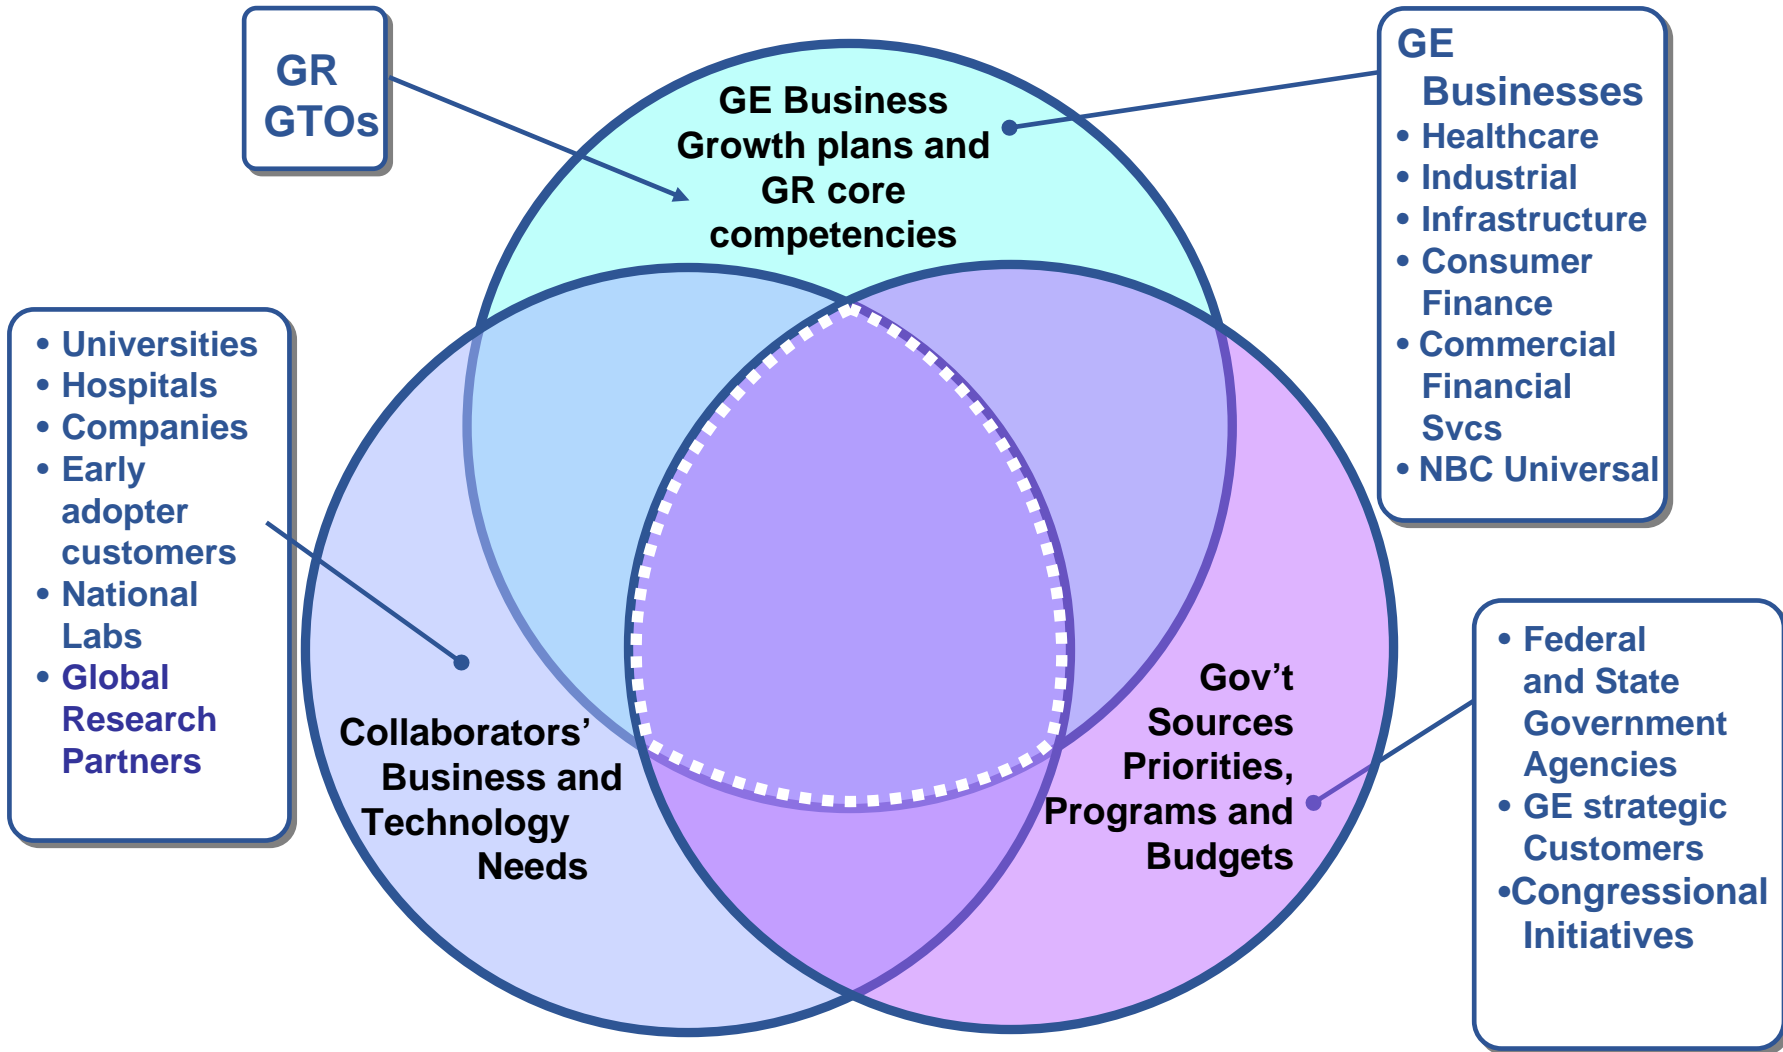 GR
GTOs
GE Business
Growth plans and
GR core
competencies
GE
Businesses
• Healthcare
• Industrial
• Infrastructure
• Consumer
Finance
• Commercial
Financial
Svcs
• NBC Universal
• Universities
• Hospitals
• Companies
• Early
adopter
customers
• National
Labs
• Global
Research
Partners
Collaborators’
Business and
Technology
Needs
Gov’t
Sources
Priorities,
Programs and
Budgets
• Federal
and State
Government
Agencies
• GE strategic
Customers
•Congressional
Initiatives